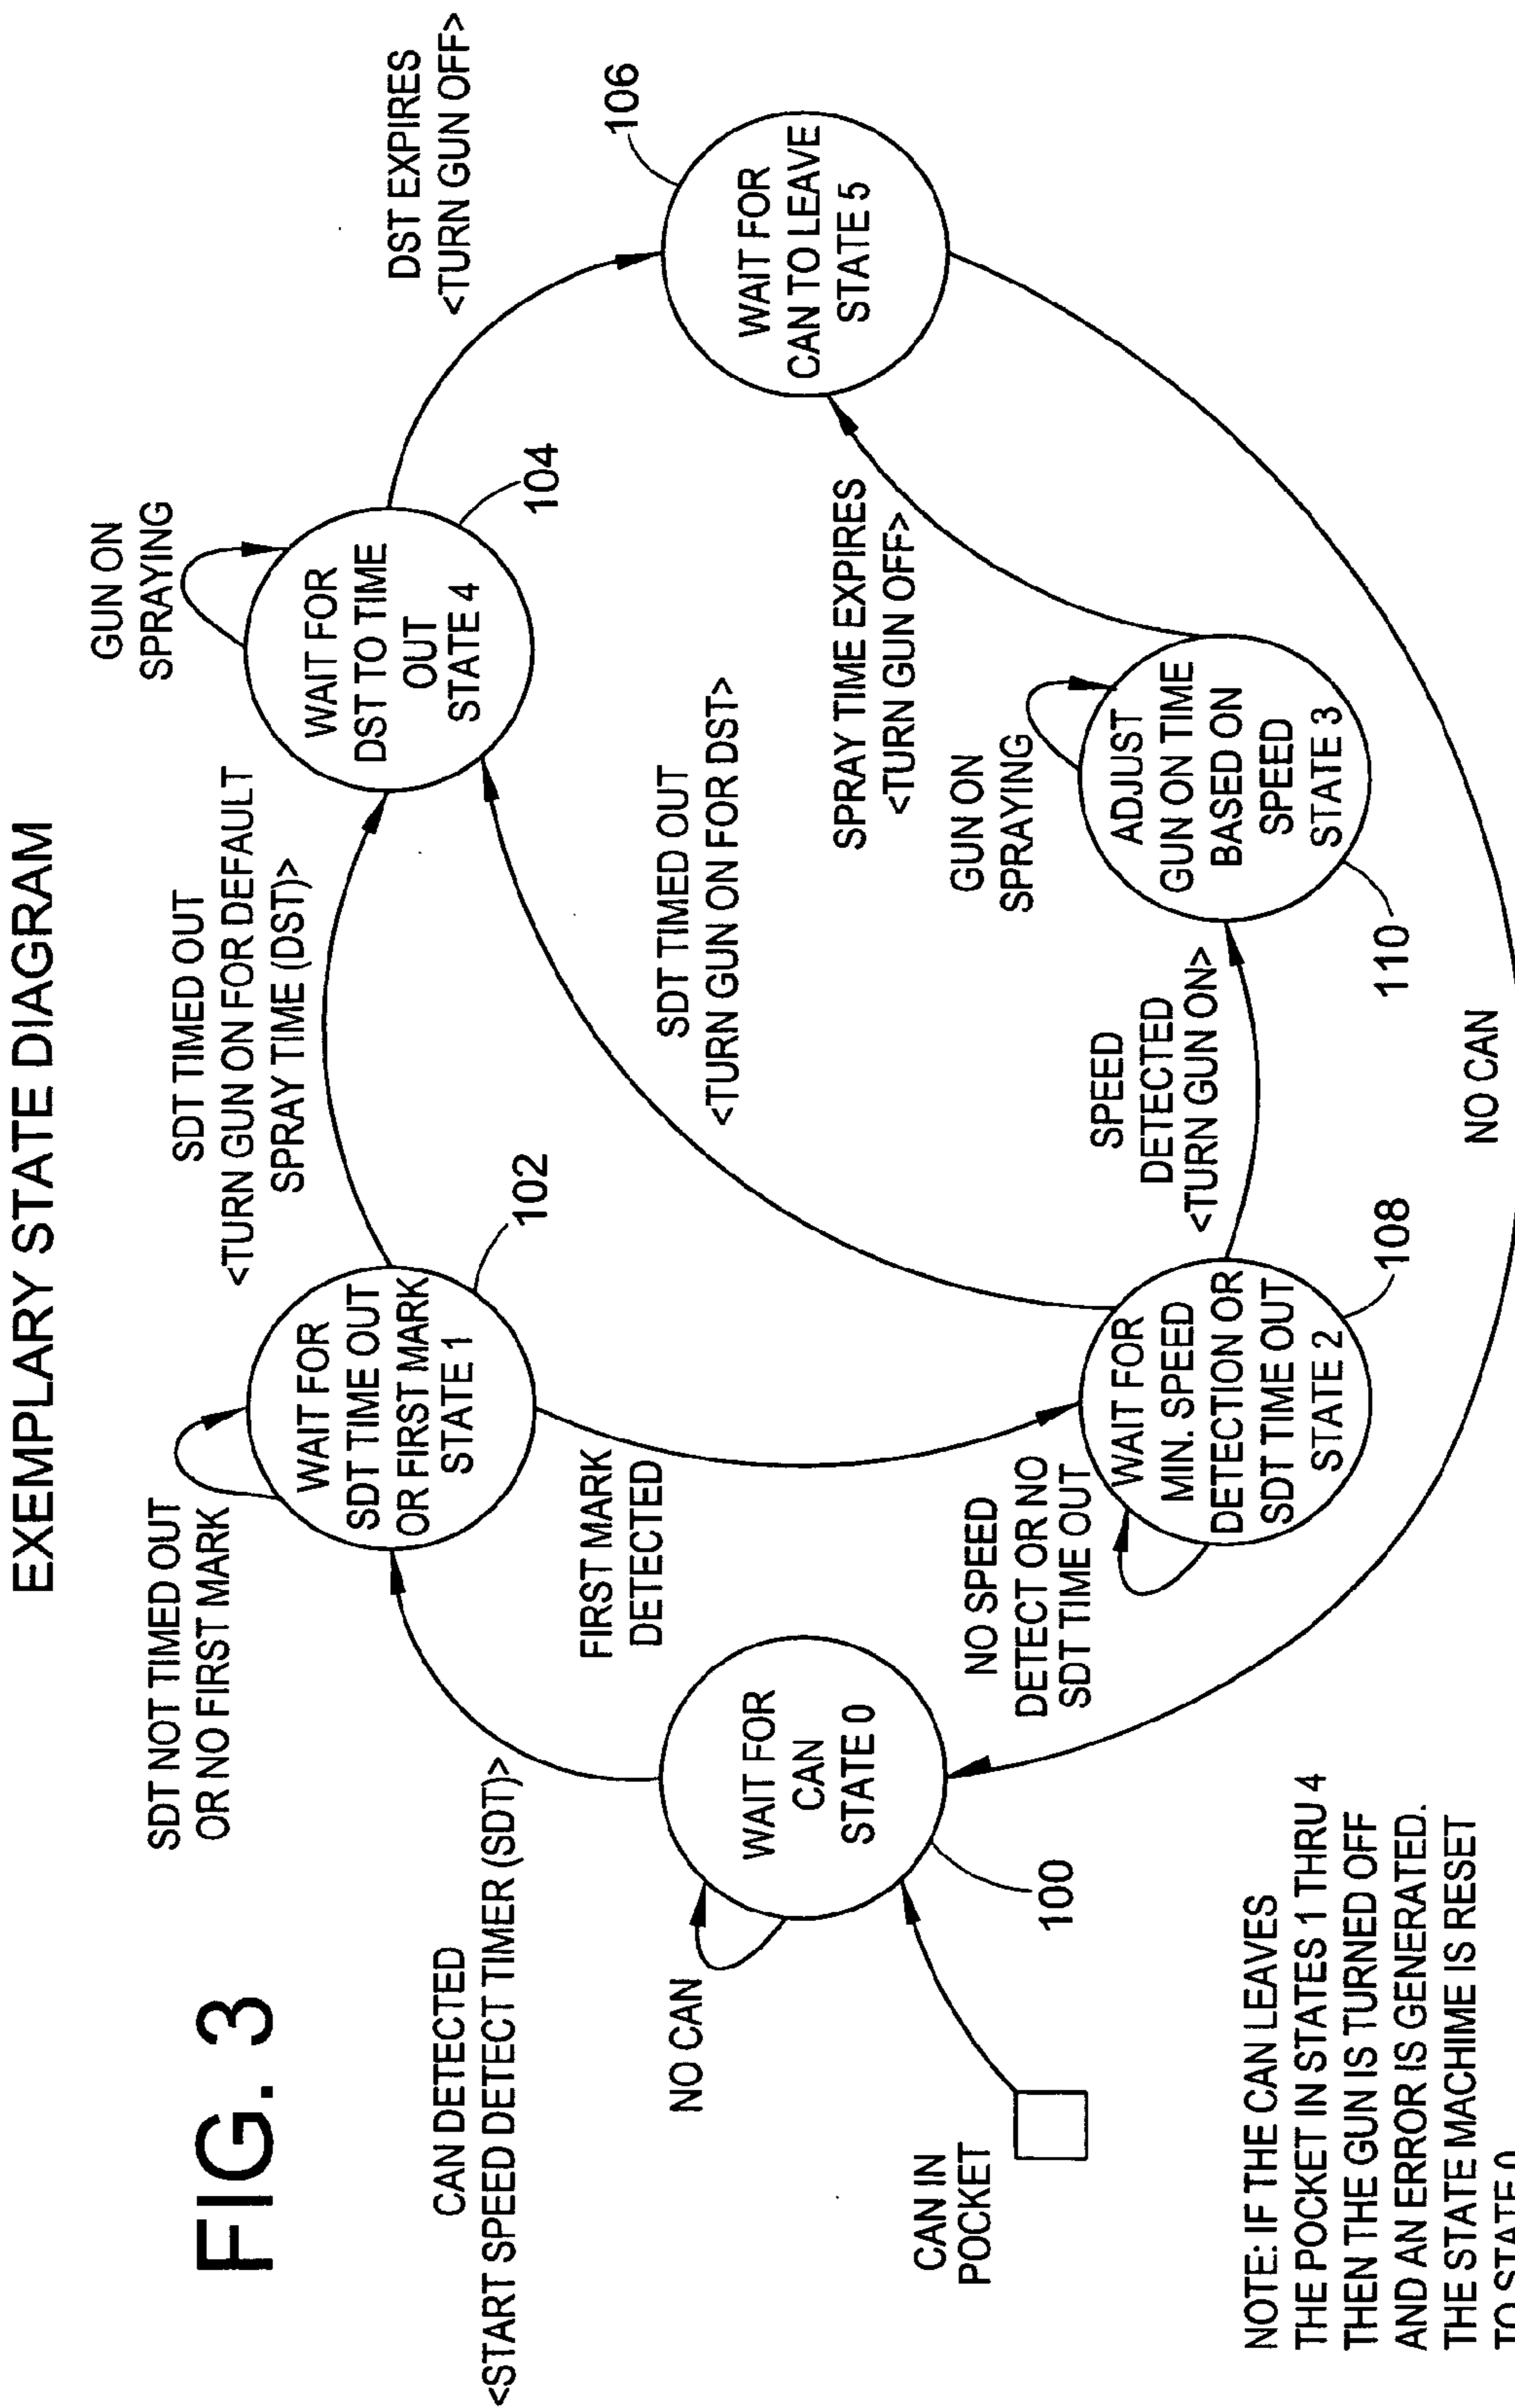 EXEMPLARY STATE DIAGRAM
FIG. 3
SDT NOT TIMED OUT
OR NO FIRST MARK
SDT TIMED OUT
<TURN GUN ON FOR DEFAULT
SPRAY TIME (DST)>
GUN ON
SPRAYING
CAN DETECTED
<START SPEED DETECT TIMER (SDT)>
WAIT FOR
SDT TIME OUT
OR FIRST MARK
STATE 1
102
WAIT FOR
DST TO TIME
OUT
STATE 4
104
DST EXPIRES
<TURN GUN OFF>
FIRST MARK
DETECTED
SDT TIMED OUT
<TURN GUN ON FOR DST>
106
NO CAN
WAIT FOR
CAN
STATE 0
100
WAIT FOR
CAN TO LEAVE
STATE 5
CAN IN
POCKET
NO SPEED
DETECT OR NO
SDT TIME OUT
SPRAY TIME EXPIRES
<TURN GUN OFF>
GUN ON
SPRAYING
WAIT FOR
MIN. SPEED
DETECTION OR
SDT TIME OUT
STATE 2
108
SPEED
DETECTED
<TURN GUN ON>
ADJUST
GUN ON TIME
BASED ON
SPEED
STATE 3
110
NO CAN
NOTE: IF THE CAN LEAVES
THE POCKET IN STATES 1 THRU 4
THEN THE GUN IS TURNED OFF
AND AN ERROR IS GENERATED.
THE STATE MACHIME IS RESET
TO STATE 0